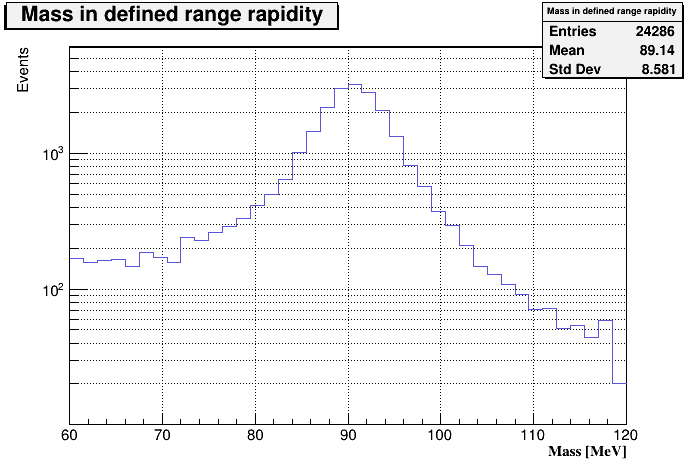 Mass in defined range rapidity
Mass in defined range rapidity
Entries 24286
Mean 89.14
Std Dev 8.581
Events
10³
10²
60 70 80 90 100 110 120
Mass [MeV]